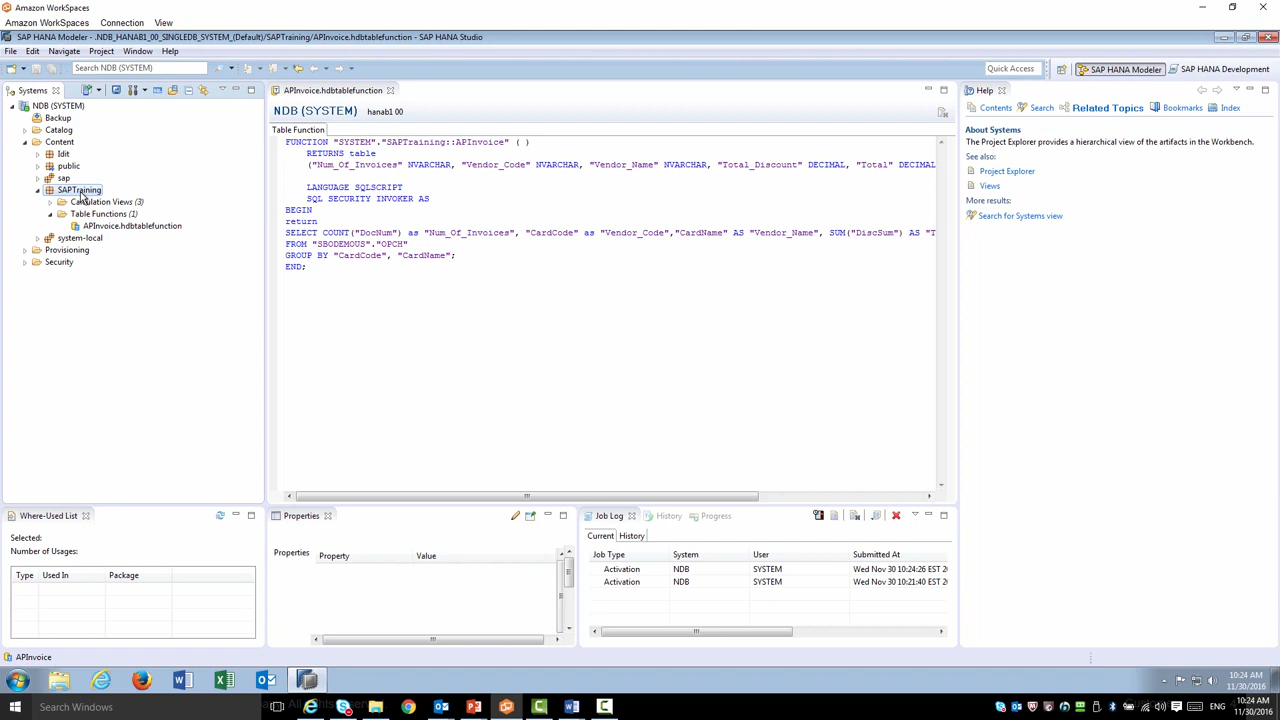 Amazon WorkSpaces
Amazon WorkSpaces Connection View
SAP HANA Modeler - .NDB_HANAB1_00_SINGLEDB_SYSTEM_(Default)/SAPTraining/APInvoice.hdbtablefunction - SAP HANA Studio
File Edit Navigate Project Window Help
Search NDB (SYSTEM)
Quick Access
SAP HANA Modeler
SAP HANA Development
Systems
NDB (SYSTEM)
Backup
Catalog
Content
Idit
public
sap
SAPTraining
Calculation Views (3)
Table Functions (1)
APInvoice.hdbtablefunction
system-local
Provisioning
Security
APInvoice.hdbtablefunction
NDB (SYSTEM) hanab1 00
Table Function
FUNCTION "SYSTEM"."SAPTraining::APInvoice" ( )
RETURNS table
("Num_Of_Invoices" NVARCHAR, "Vendor_Code" NVARCHAR, "Vendor_Name" NVARCHAR, "Total_Discount" DECIMAL, "Total" DECIMAL
LANGUAGE SQLSCRIPT
SQL SECURITY INVOKER AS
BEGIN
return
SELECT COUNT("DocNum") as "Num_Of_Invoices", "CardCode" as "Vendor_Code","CardName" AS "Vendor_Name", SUM("DiscSum") AS "T
FROM "SBODEMOUS"."OPCH"
GROUP BY "CardCode", "CardName";
END;
Help
Contents Search Related Topics Bookmarks Index
About Systems
The Project Explorer provides a hierarchical view of the artifacts in the Workbench.
See also:
Project Explorer
Views
More results:
Search for Systems view
Where-Used List
Selected:
Number of Usages:
Type Used In Package
Properties
Properties Property Value
Job Log History Progress
Current History
Job Type System User Submitted At
Activation NDB SYSTEM Wed Nov 30 10:24:26 EST 20
Activation NDB SYSTEM Wed Nov 30 10:21:40 EST 20
APInvoice
10:24 AM
11/30/2016
Search Windows
ENG
10:24 AM
11/30/2016